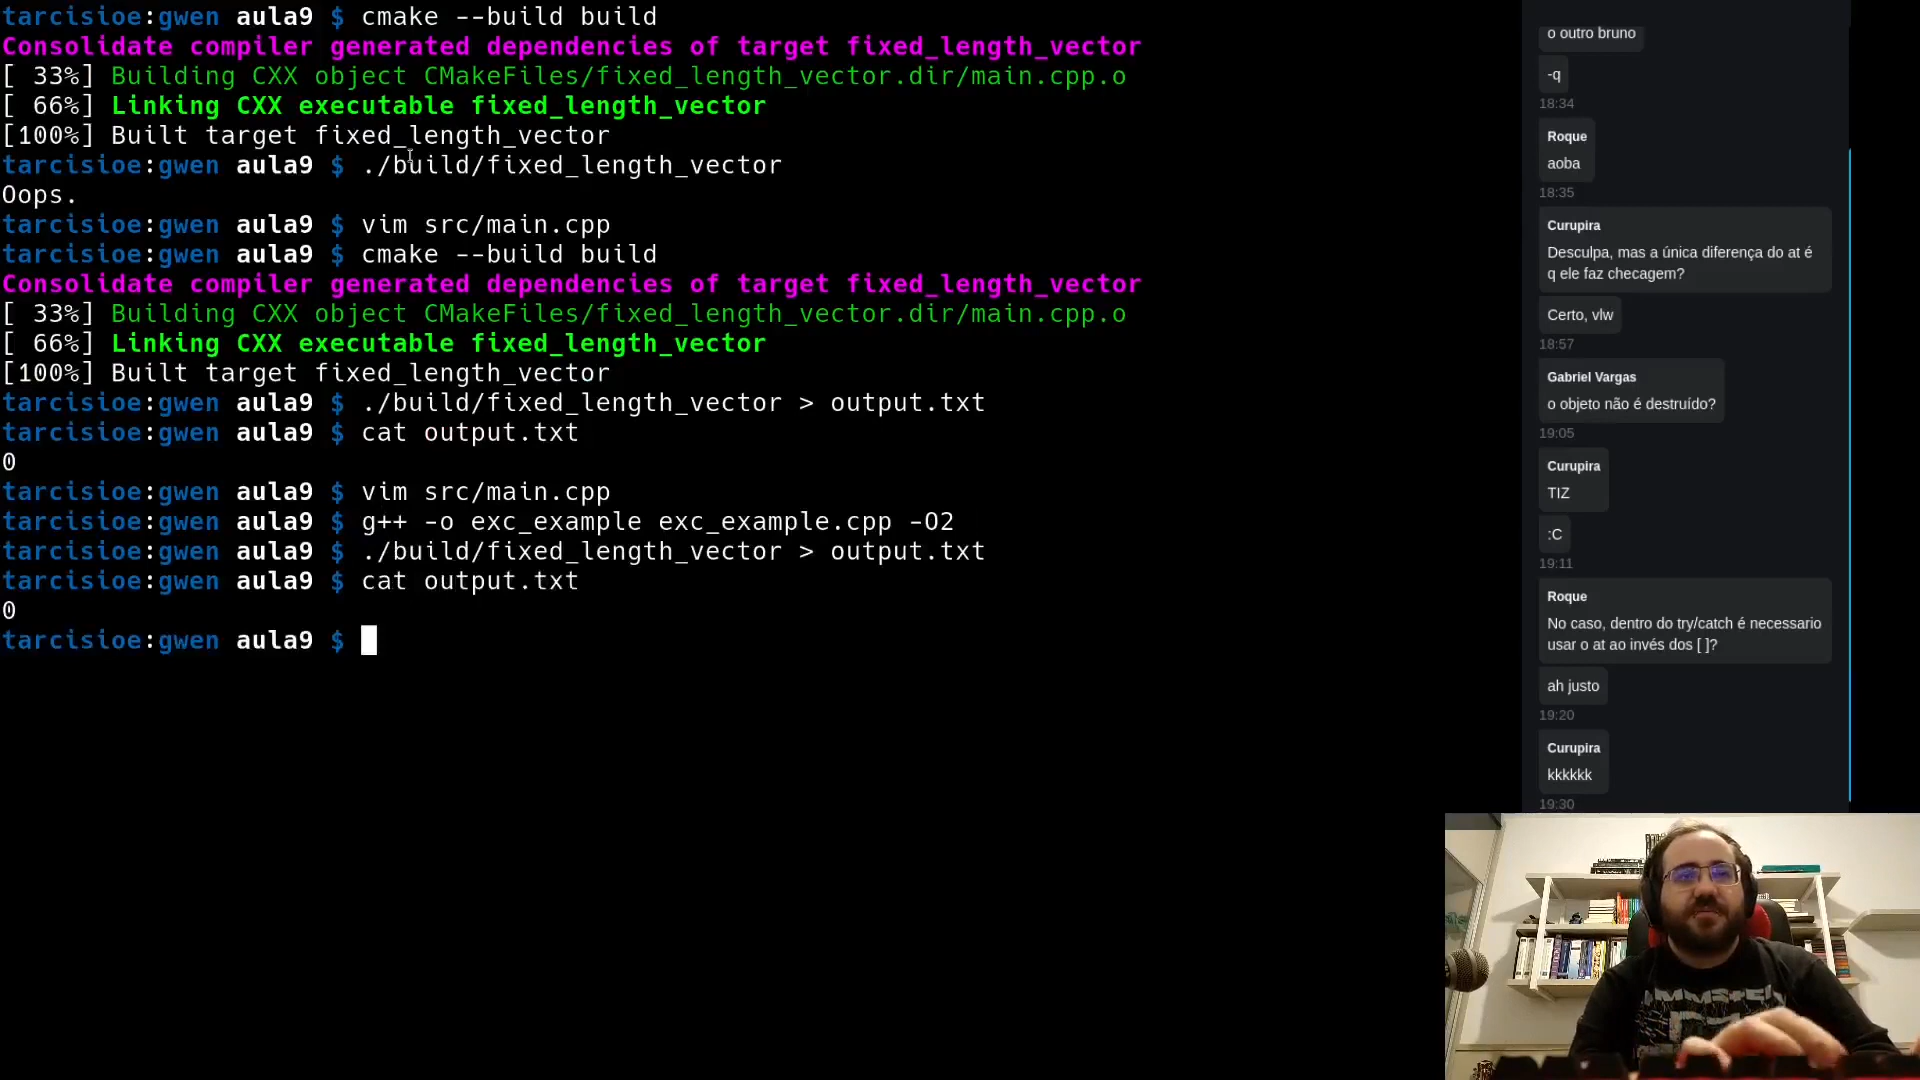 tarcisioe:gwen aula9 $ cmake --build build
Consolidate compiler generated dependencies of target fixed_length_vector
[ 33%] Building CXX object CMakeFiles/fixed_length_vector.dir/main.cpp.o
[ 66%] Linking CXX executable fixed_length_vector
[100%] Built target fixed_length_vector
tarcisioe:gwen aula9 $ ./build/fixed_length_vector
Oops.
tarcisioe:gwen aula9 $ vim src/main.cpp
tarcisioe:gwen aula9 $ cmake --build build
Consolidate compiler generated dependencies of target fixed_length_vector
[ 33%] Building CXX object CMakeFiles/fixed_length_vector.dir/main.cpp.o
[ 66%] Linking CXX executable fixed_length_vector
[100%] Built target fixed_length_vector
tarcisioe:gwen aula9 $ ./build/fixed_length_vector > output.txt
tarcisioe:gwen aula9 $ cat output.txt
0
tarcisioe:gwen aula9 $ vim src/main.cpp
tarcisioe:gwen aula9 $ g++ -o exc_example exc_example.cpp -O2
tarcisioe:gwen aula9 $ ./build/fixed_length_vector > output.txt
tarcisioe:gwen aula9 $ cat output.txt
0
tarcisioe:gwen aula9 $
o outro bruno
-q
18:34
Roque
aoba
18:35
Curupira
Desculpa, mas a única diferença do at é
q ele faz checagem?
Certo, vlw
18:57
Gabriel Vargas
o objeto não é destruído?
19:05
Curupira
TIZ
:C
19:11
Roque
No caso, dentro do try/catch é necessario
usar o at ao invés dos [ ]?
ah justo
19:20
Curupira
kkkkkk
19:30